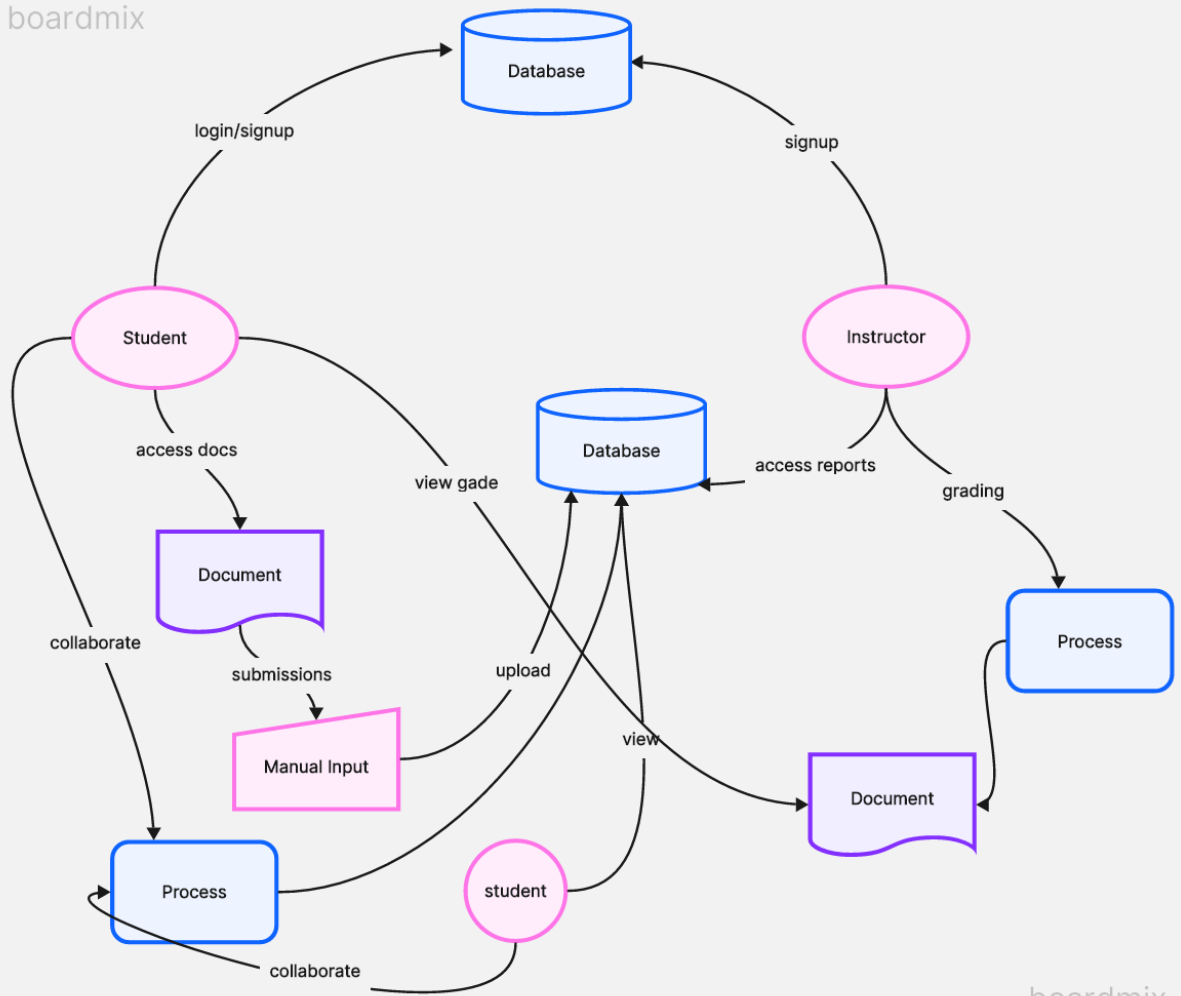 boardmix
Database
login/signup
signup
Student
Instructor
access docs
Database
access reports
view gade
grading
Document
collaborate
Process
submissions
upload
view
Manual Input
Document
Process
student
collaborate
boardmix